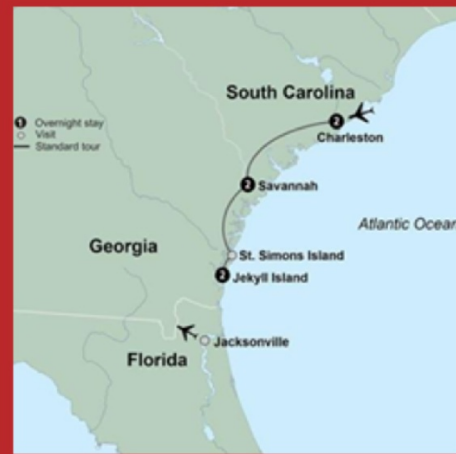 South Carolina
1 Overnight stay
Visit
Standard tour
2
Charleston
2 Savannah
Atlantic Ocean
Georgia
St. Simons Island
2 Jekyll Island
Jacksonville
Florida